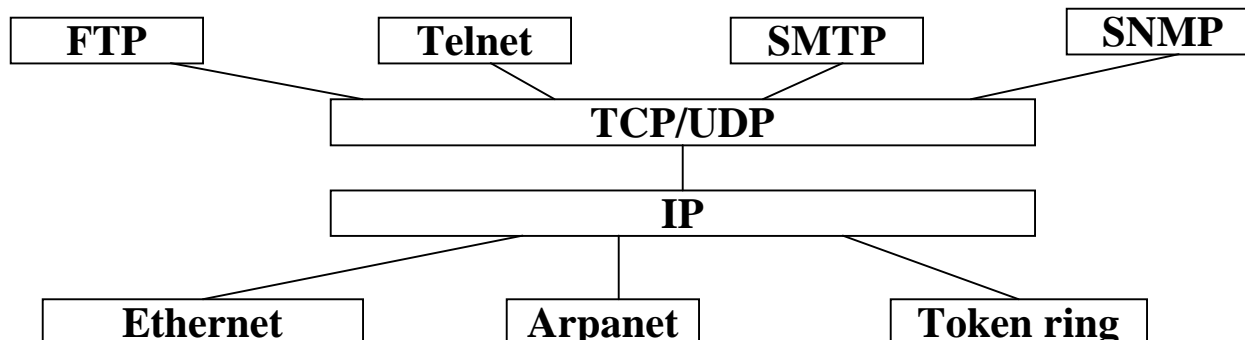 FTP Telnet SMTP SNMP
TCP/UDP
IP
Ethernet Arpanet Token ring